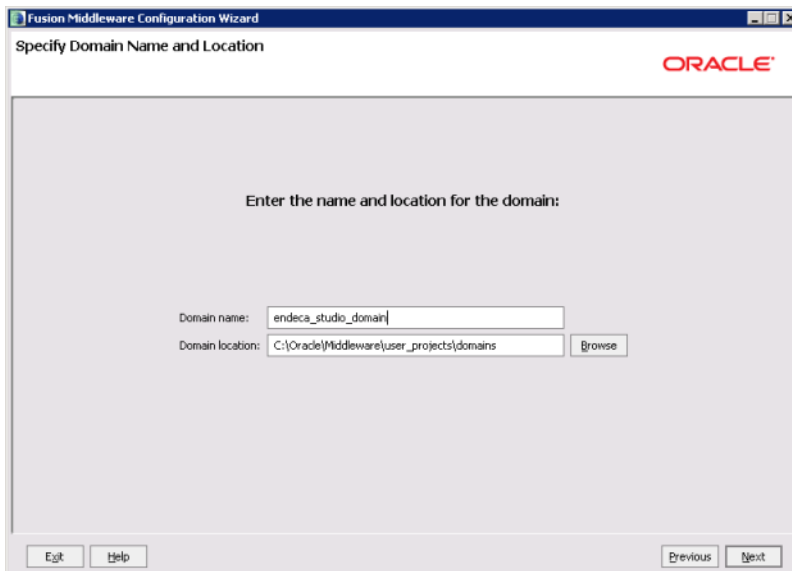 Fusion Middleware Configuration Wizard
Specify Domain Name and Location
ORACLE
Enter the name and location for the domain:
Domain name: endeca_studio_domain
Domain location: C:\Oracle\Middleware\user_projects\domains Browse
Exit Help Previous Next